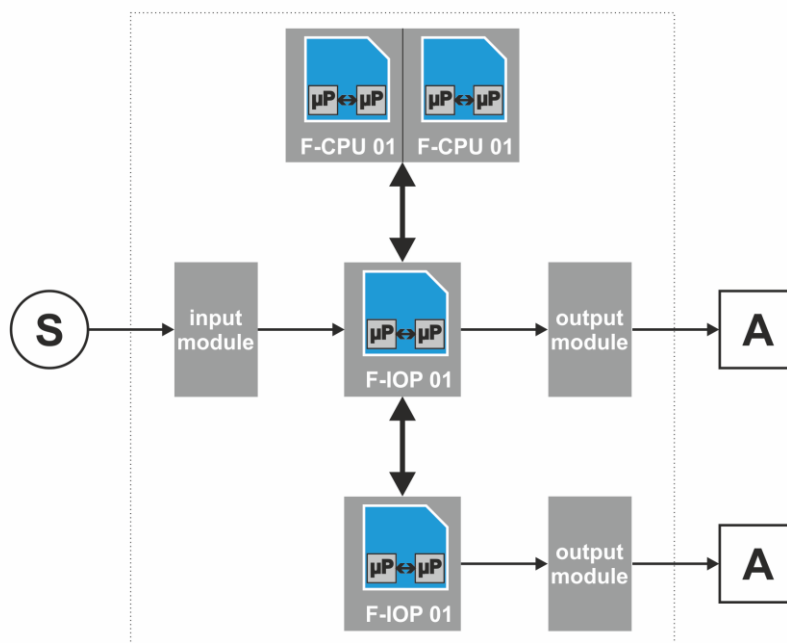 µP µP µP µP
F-CPU 01 F-CPU 01
S
input
module
µP µP
F-IOP 01
output
module
A
µP µP
F-IOP 01
output
module
A